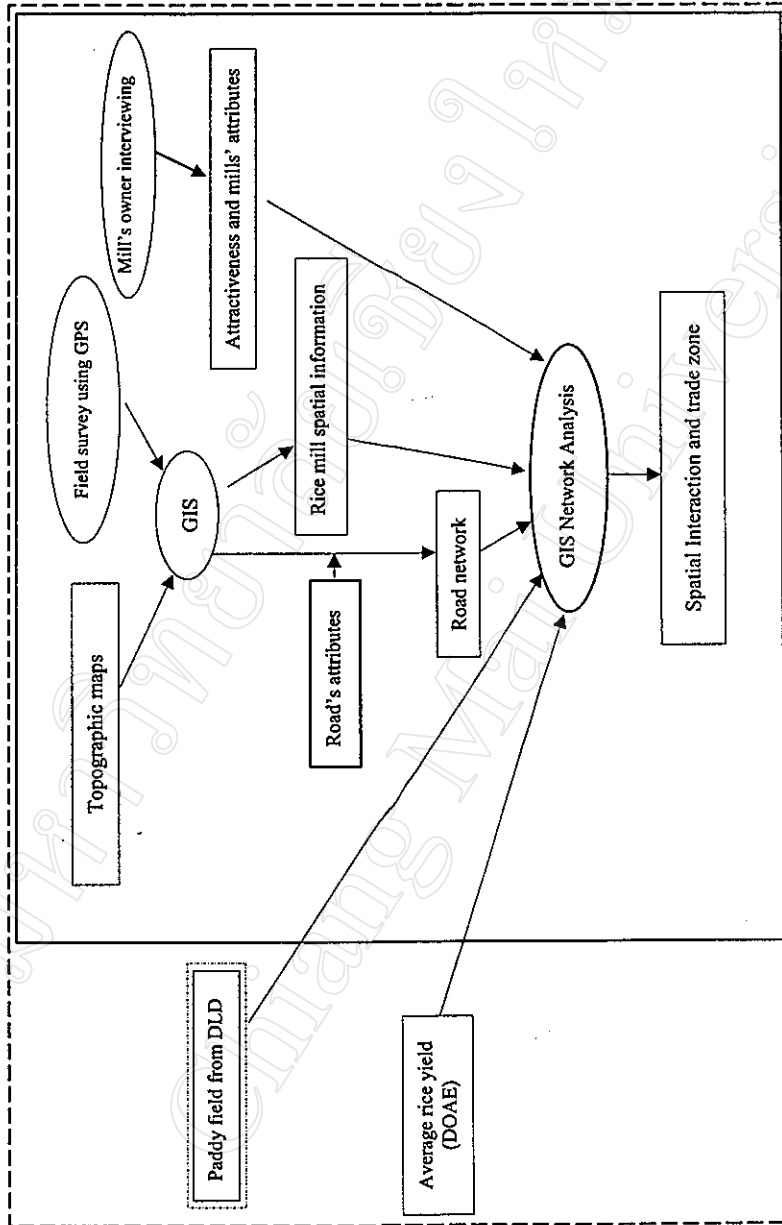 Topographic maps
Field survey using GPS
Mill's owner interviewing
GIS
Paddy field from DLD
Attractiveness and mills' attributes
Rice mill spatial information
Road's attributes
Average rice yield
(DOAE)
Road network
GIS Network Analysis
Spatial Interaction and trade zone
© Chiang Mai